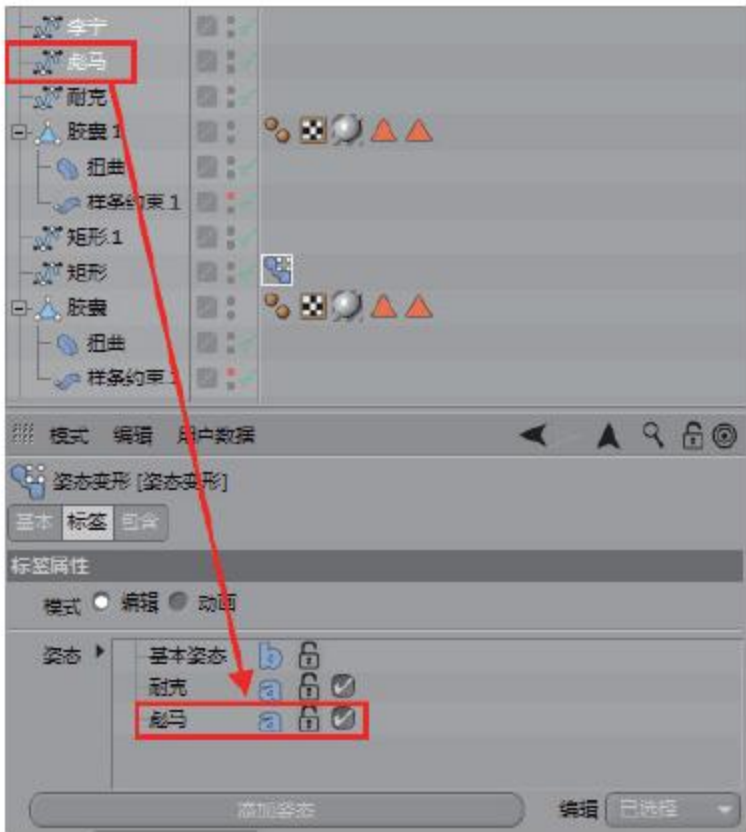 李宁
彪马
耐克
胶囊 1
扭曲
样条约束.1
矩形.1
矩形
胶囊
扭曲
样条约束.1
模式 编辑 用户数据
姿态变形 [姿态变形]
基本 标签 包含
标签属性
模式 编辑 动画
姿态 基本姿态
耐克
彪马
添加姿态 编辑 已选择